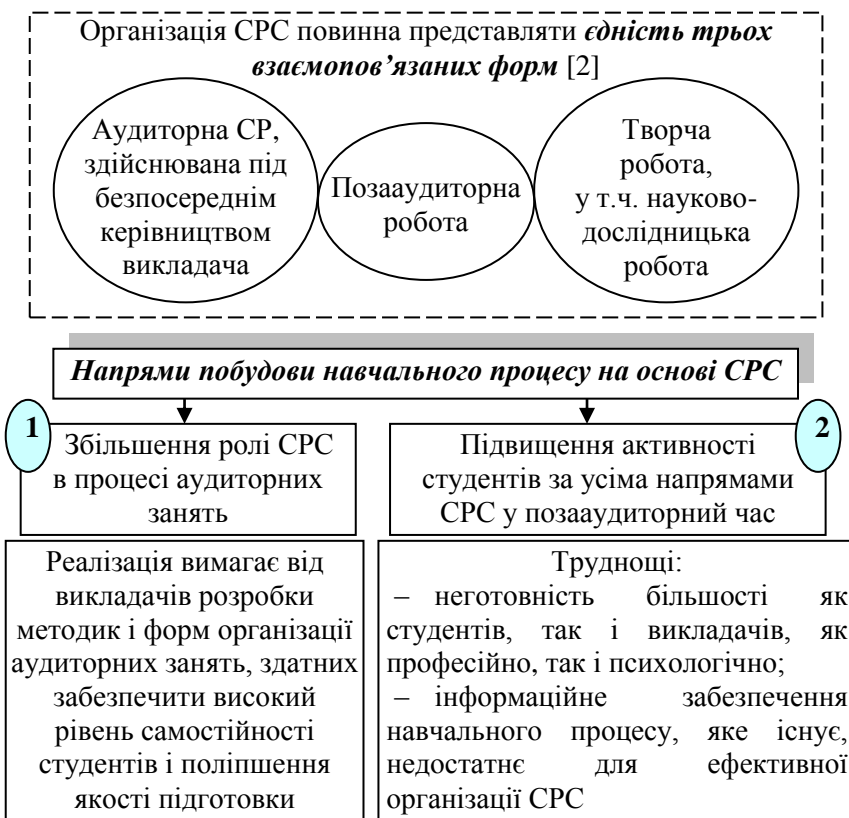 Організація СРС повинна представляти єдність трьох
взаємопов’язаних форм [2]
Аудиторна СР,
здійснювана під
безпосереднім
керівництвом
викладача
Позааудиторна
робота
Творча
робота,
у т.ч. науково-
дослідницька
робота
Напрями побудови навчального процесу на основі СРС
1
Збільшення ролі СРС
в процесі аудиторних
занять
2
Підвищення активності
студентів за усіма напрямами
СРС у позааудиторний час
Реалізація вимагає від
викладачів розробки
методик і форм організації
аудиторних занять, здатних
забезпечити високий
рівень самостійності
студентів і поліпшення
якості підготовки
Труднощі:
– неготовність більшості як
студентів, так і викладачів, як
професійно, так і психологічно;
– інформаційне забезпечення
навчального процесу, яке існує,
недостатнє для ефективної
організації СРС